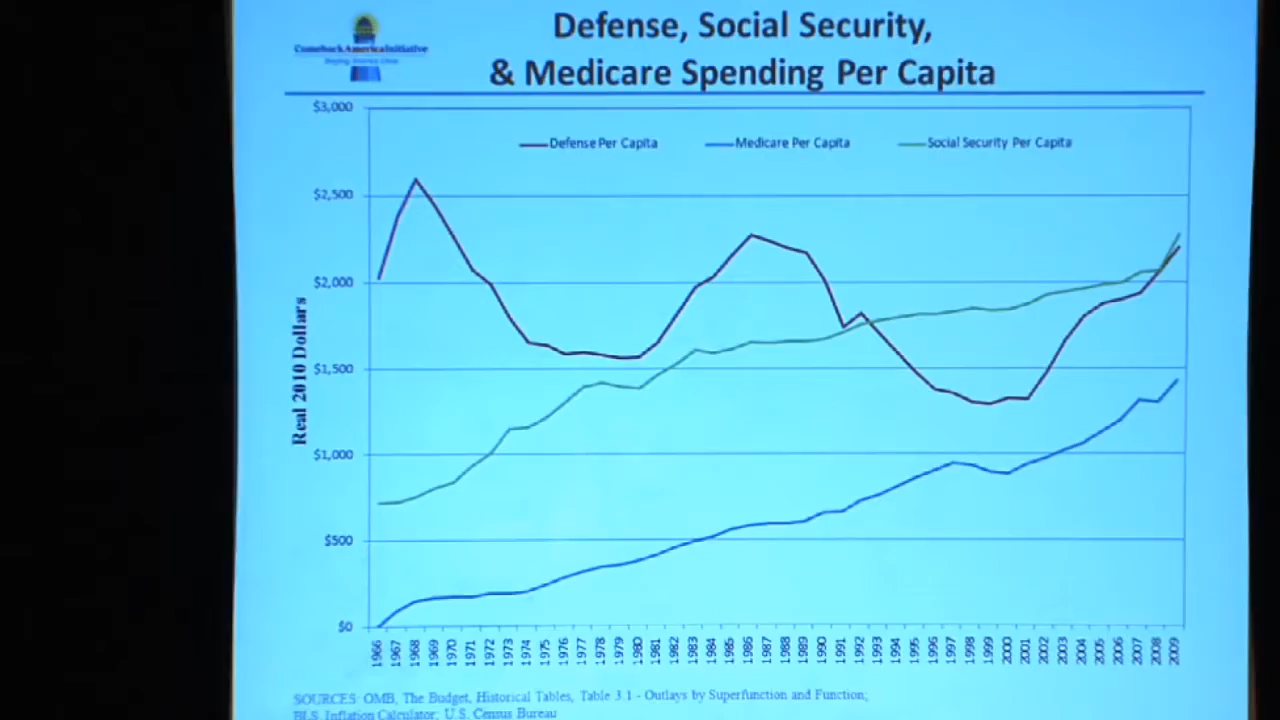 ComebackAmericaInitiative
Defense, Social Security,
& Medicare Spending Per Capita
$3,000
Defense Per Capita
Medicare Per Capita
Social Security Per Capita
$2,500
$2,000
$1,500
$1,000
$500
$0
Real 2010 Dollars
1966 1967 1968 1969 1970 1971 1972 1973 1974 1975 1976 1977 1978 1979 1980 1981 1982 1983 1984 1985 1986 1987 1988 1989 1990 1991 1992 1993 1994 1995 1996 1997 1998 1999 2000 2001 2002 2003 2004 2005 2006 2007 2008 2009
SOURCES: OMB, The Budget, Historical Tables, Table 3.1 - Outlays by Superfunction and Function;
BLS, Inflation Calculator; U.S. Census Bureau